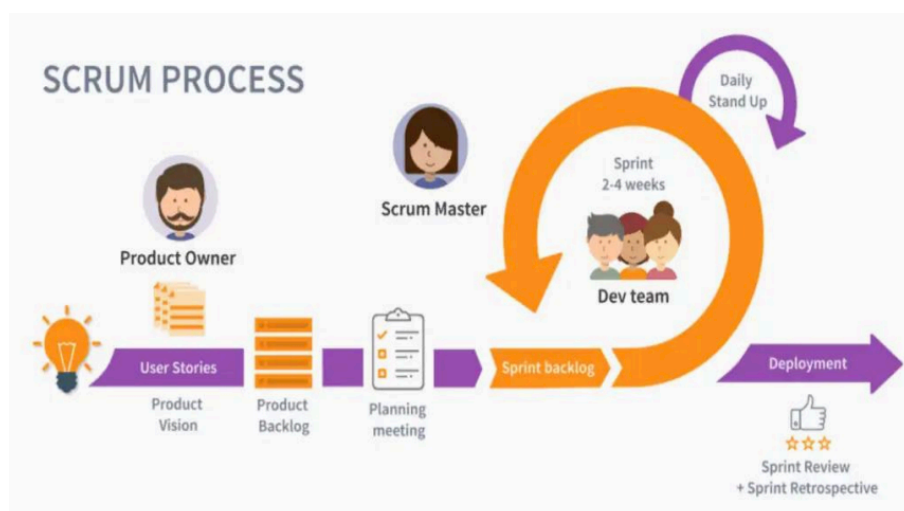 SCRUM PROCESS
Daily
Stand Up
Sprint
2-4 weeks
Scrum Master
Product Owner
Dev team
User Stories
Sprint backlog
Deployment
Product
Vision
Product
Backlog
Planning
meeting
Sprint Review
+ Sprint Retrospective